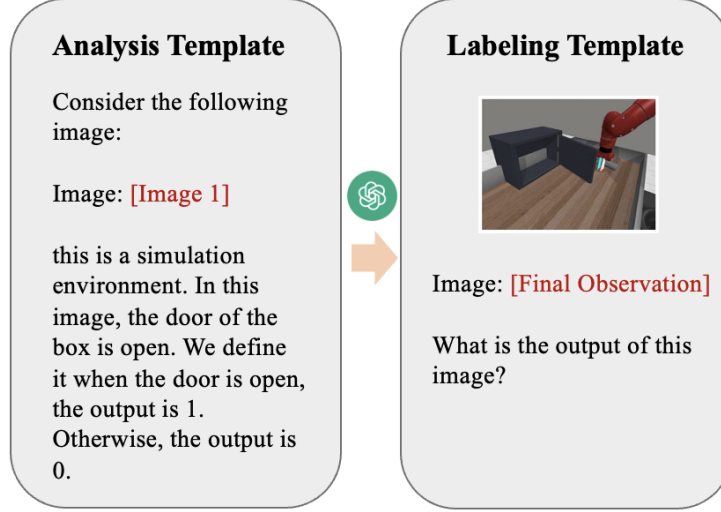 Analysis Template
Consider the following
image:
Image: [Image 1]
this is a simulation
environment. In this
image, the door of the
box is open. We define
it when the door is open,
the output is 1.
Otherwise, the output is
0.
Labeling Template
Image: [Final Observation]
What is the output of this
image?